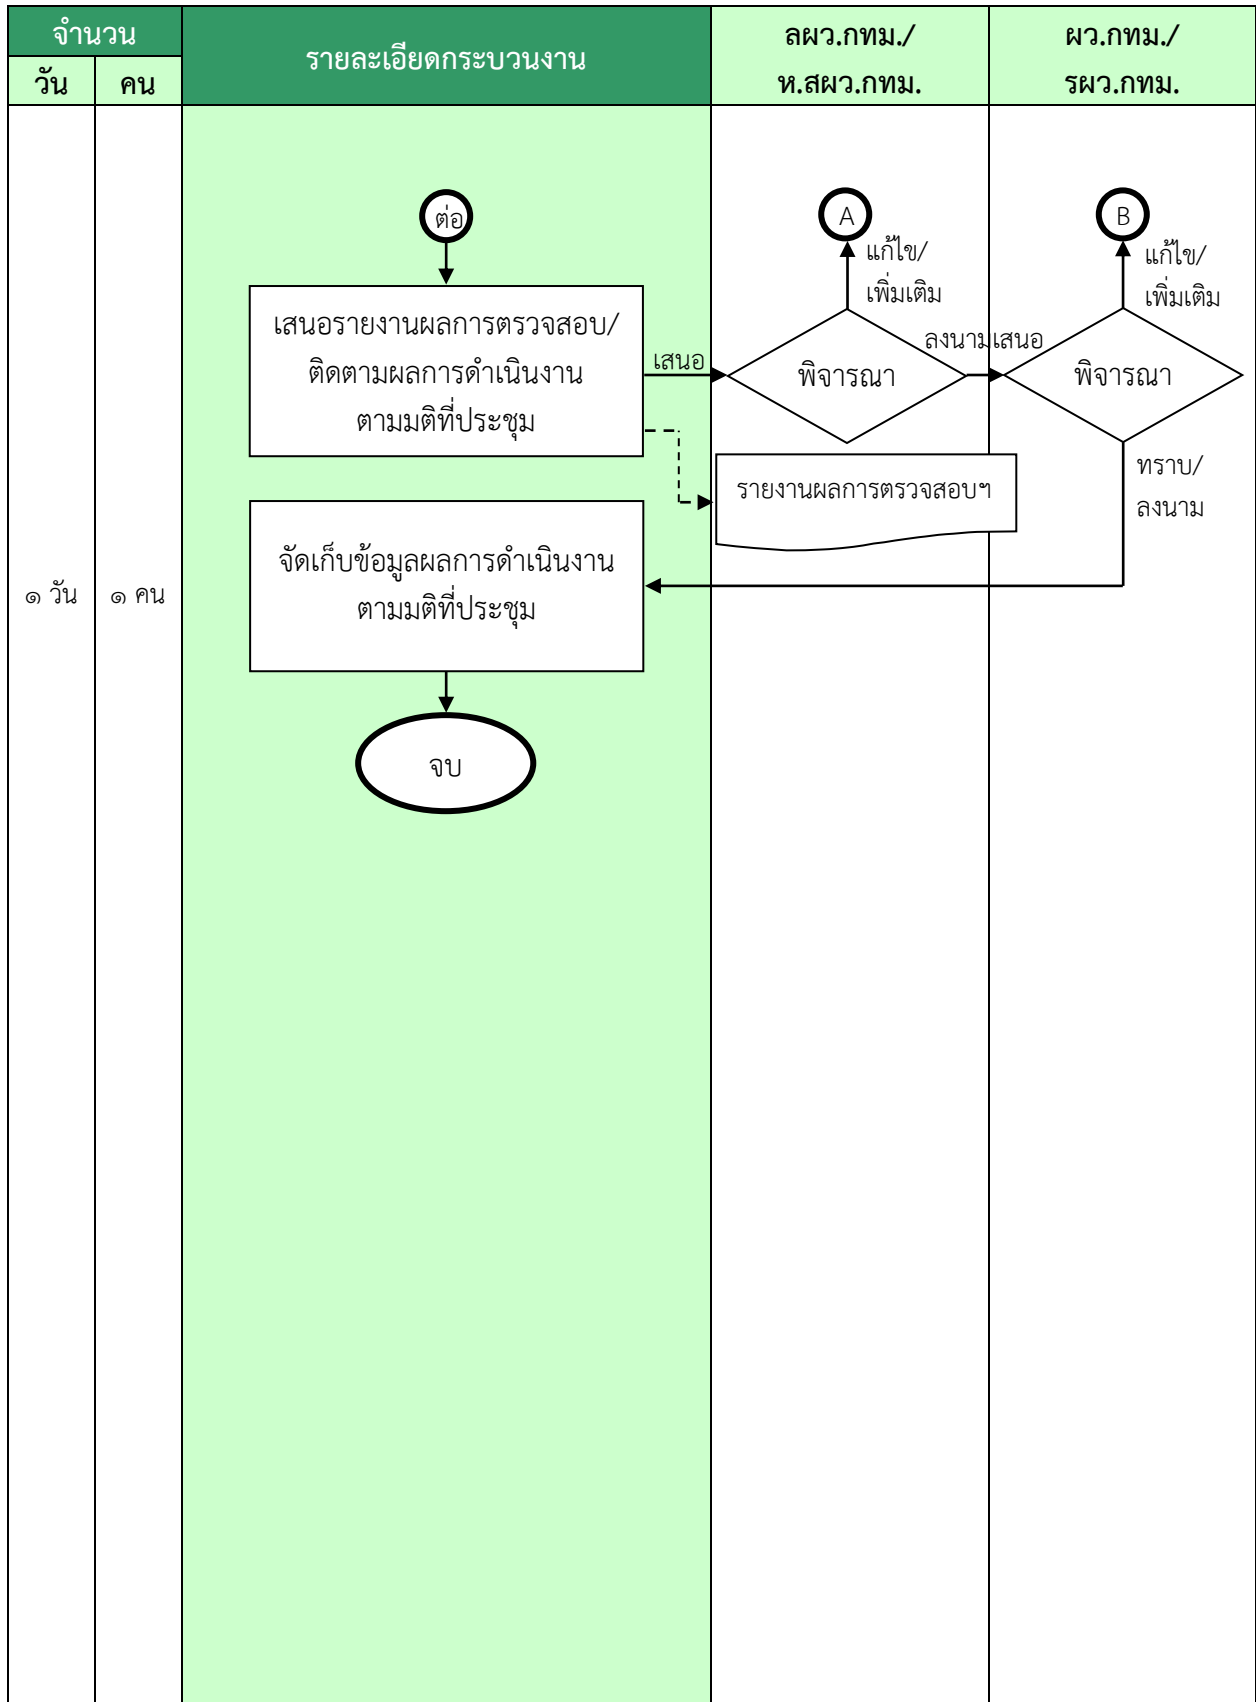 จำนวน
วัน
คน
รายละเอียดกระบวนงาน
ลผว.กทม./
ห.สผว.กทม.
ผว.กทม./
รผว.กทม.
ต่อ
A
B
แก้ไข/
เพิ่มเติม
แก้ไข/
เพิ่มเติม
เสนอรายงานผลการตรวจสอบ/
ติดตามผลการดำเนินงาน
ตามมติที่ประชุม
เสนอ
พิจารณา
ลงนามเสนอ
พิจารณา
รายงานผลการตรวจสอบฯ
ทราบ/
ลงนาม
๑ วัน
๑ คน
จัดเก็บข้อมูลผลการดำเนินงาน
ตามมติที่ประชุม
จบ